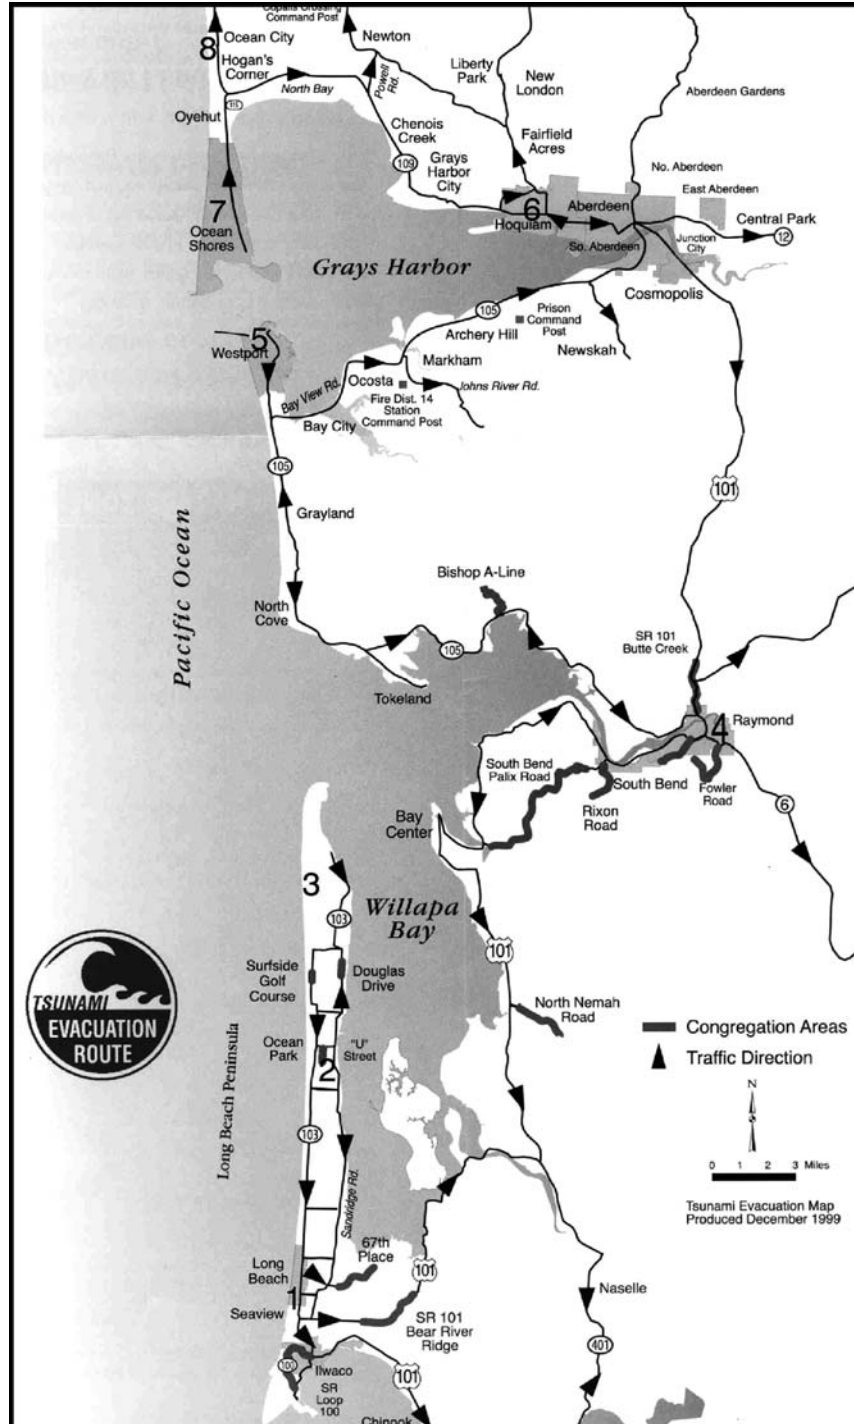 Copalis Crossing
Command Post
8
Ocean City
Newton
Hogan's
Corner
Liberty
Park
New
London
North Bay
Powell
Rd.
Aberdeen Gardens
115
Oyehut
Chenois
Creek
Fairfield
Acres
109
Grays
Harbor
City
No. Aberdeen
East Aberdeen
7
Ocean
Shores
6
Hoquiam
Aberdeen
Central Park
12
So. Aberdeen
Junction
City
Grays Harbor
Cosmopolis
105
Prison
Command
Post
Archery Hill
5
Westport
Newskah
Markham
Bay View Rd.
Ocosta
Johns River Rd.
Fire Dist. 14
Station
Command Post
Bay City
105
101
Grayland
Pacific Ocean
Bishop A-Line
North
Cove
SR 101
Butte Creek
105
Tokeland
4
Raymond
South Bend
Palix Road
South Bend
Fowler
Road
Rixon
Road
6
Bay
Center
3
Willapa
Bay
103
101
Surfside
Golf
Course
Douglas
Drive
North Nemah
Road
TSUNAMI
EVACUATION
ROUTE
Congregation Areas
Traffic Direction
Ocean
Park
"U"
Street
2
Long Beach Peninsula
103
N
0 1 2 3 Miles
Sandridge Rd.
Tsunami Evacuation Map
Produced December 1999
67th
Place
Long
Beach
101
1
Seaview
Naselle
SR 101
Bear River
Ridge
401
100
Ilwaco
SR
Loop
100
101
Chinook